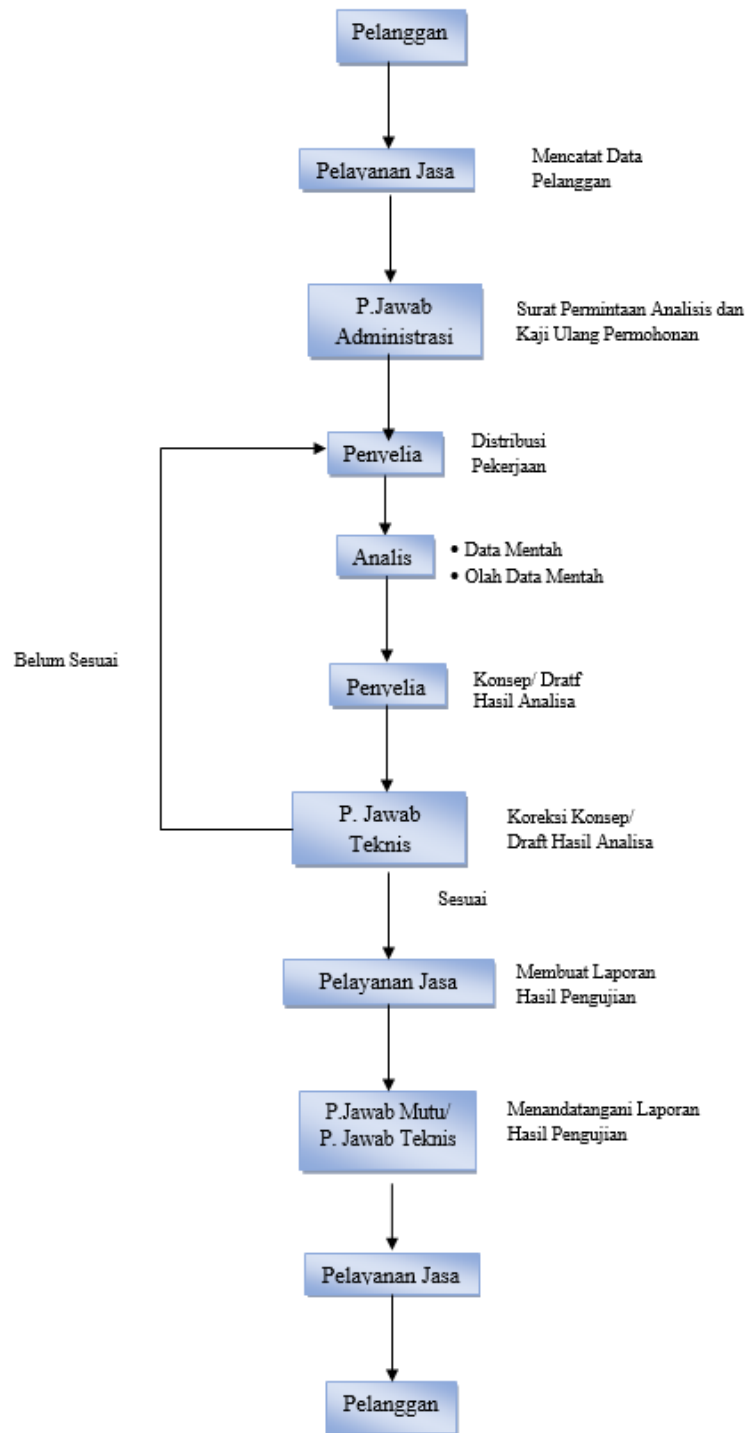 Pelanggan
Pelayanan Jasa
Mencatat Data
Pelanggan
P.Jawab
Administrasi
Surat Permintaan Analisis dan
Kaji Ulang Permohonan
Penyelia
Distribusi
Pekerjaan
Analis
• Data Mentah
• Olah Data Mentah
Belum Sesuai
Penyelia
Konsep/ Dratf
Hasil Analisa
P. Jawab
Teknis
Koreksi Konsep/
Draft Hasil Analisa
Sesuai
Pelayanan Jasa
Membuat Laporan
Hasil Pengujian
P.Jawab Mutu/
P. Jawab Teknis
Menandatangani Laporan
Hasil Pengujian
Pelayanan Jasa
Pelanggan